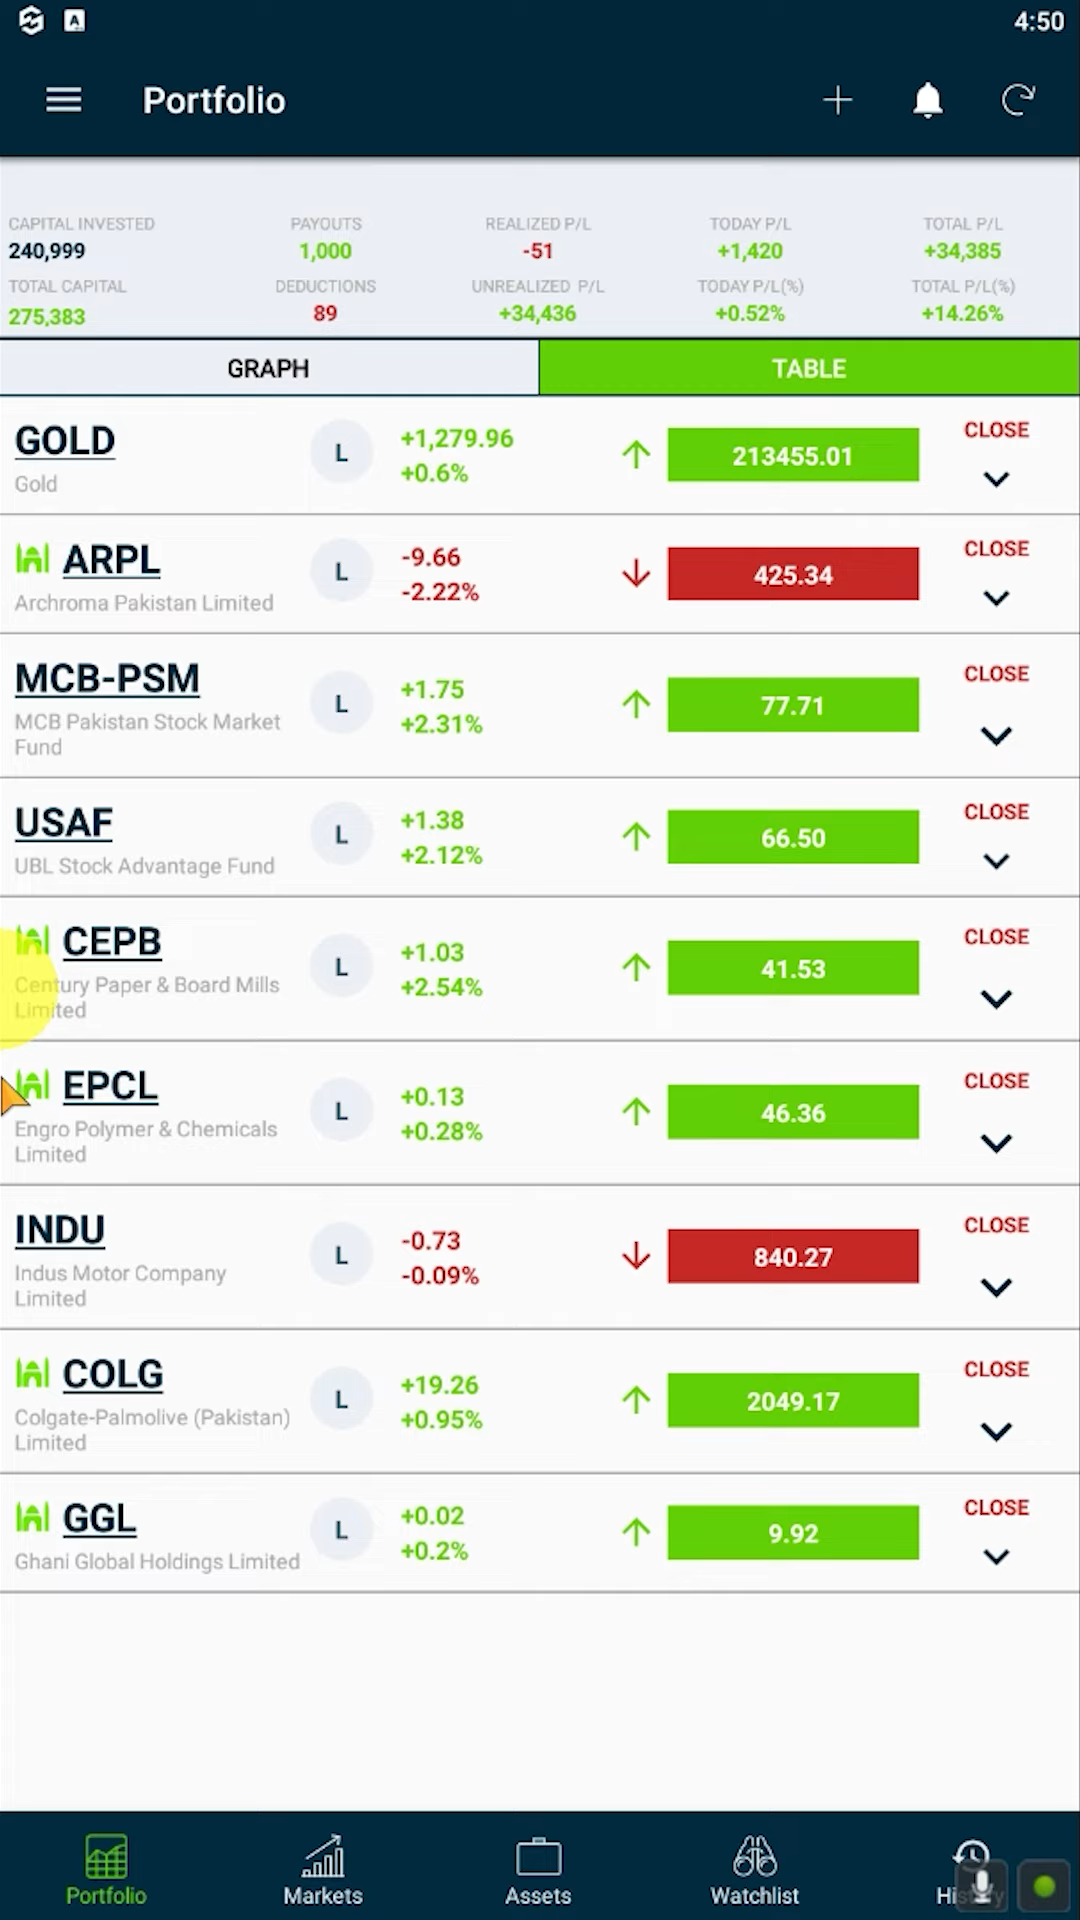 4:50
Portfolio
CAPITAL INVESTED PAYOUTS REALIZED P/L TODAY P/L TOTAL P/L
240,999 1,000 -51 +1,420 +34,385
TOTAL CAPITAL DEDUCTIONS UNREALIZED P/L TODAY P/L(%) TOTAL P/L(%)
275,383 89 +34,436 +0.52% +14.26%
GRAPH TABLE
GOLD L +1,279.96 213455.01 CLOSE
Gold +0.6%
ARPL L -9.66 425.34 CLOSE
Archroma Pakistan Limited -2.22%
MCB-PSM L +1.75 77.71 CLOSE
MCB Pakistan Stock Market +2.31%
Fund
USAF L +1.38 66.50 CLOSE
UBL Stock Advantage Fund +2.12%
CEPB L +1.03 41.53 CLOSE
Century Paper & Board Mills +2.54%
Limited
EPCL L +0.13 46.36 CLOSE
Engro Polymer & Chemicals +0.28%
Limited
INDU L -0.73 840.27 CLOSE
Indus Motor Company -0.09%
Limited
COLG L +19.26 2049.17 CLOSE
Colgate-Palmolive (Pakistan) +0.95%
Limited
GGL L +0.02 9.92 CLOSE
Ghani Global Holdings Limited +0.2%
Portfolio Markets Assets Watchlist